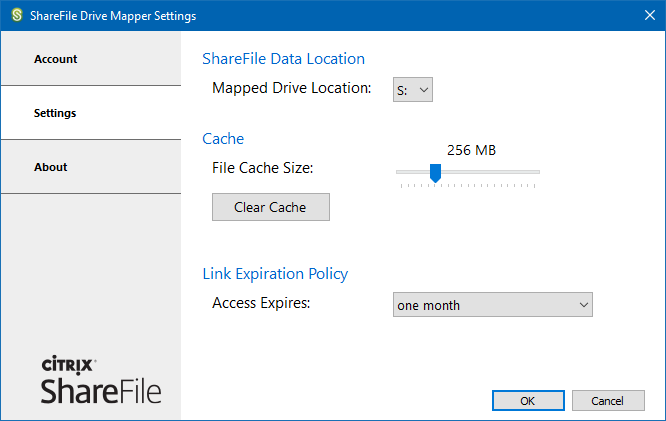 ShareFile Drive Mapper Settings
Account
Settings
About
ShareFile Data Location
Mapped Drive Location: S:
Cache
256 MB
File Cache Size:
Clear Cache
Link Expiration Policy
Access Expires: one month
CITRIX
ShareFile
OK Cancel